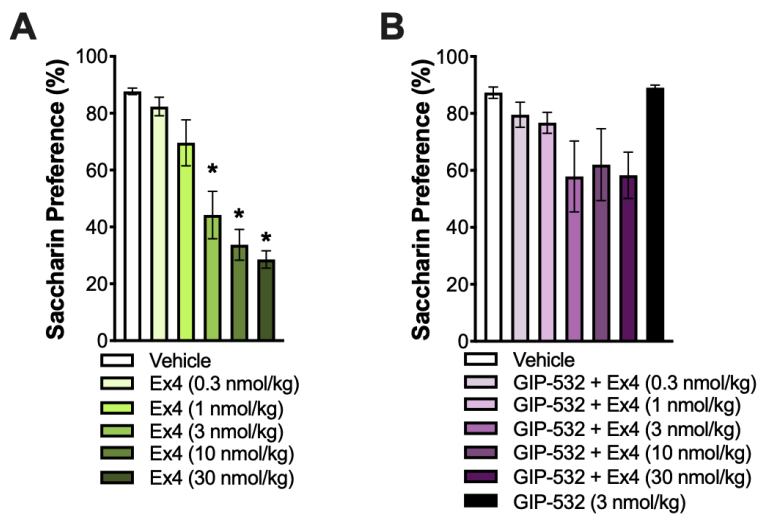 A
Saccharin Preference (%)
100
80
60
40
20
0
*
*
*
Vehicle
Ex4 (0.3 nmol/kg)
Ex4 (1 nmol/kg)
Ex4 (3 nmol/kg)
Ex4 (10 nmol/kg)
Ex4 (30 nmol/kg)
B
Saccharin Preference (%)
100
80
60
40
20
0
Vehicle
GIP-532 + Ex4 (0.3 nmol/kg)
GIP-532 + Ex4 (1 nmol/kg)
GIP-532 + Ex4 (3 nmol/kg)
GIP-532 + Ex4 (10 nmol/kg)
GIP-532 + Ex4 (30 nmol/kg)
GIP-532 (3 nmol/kg)